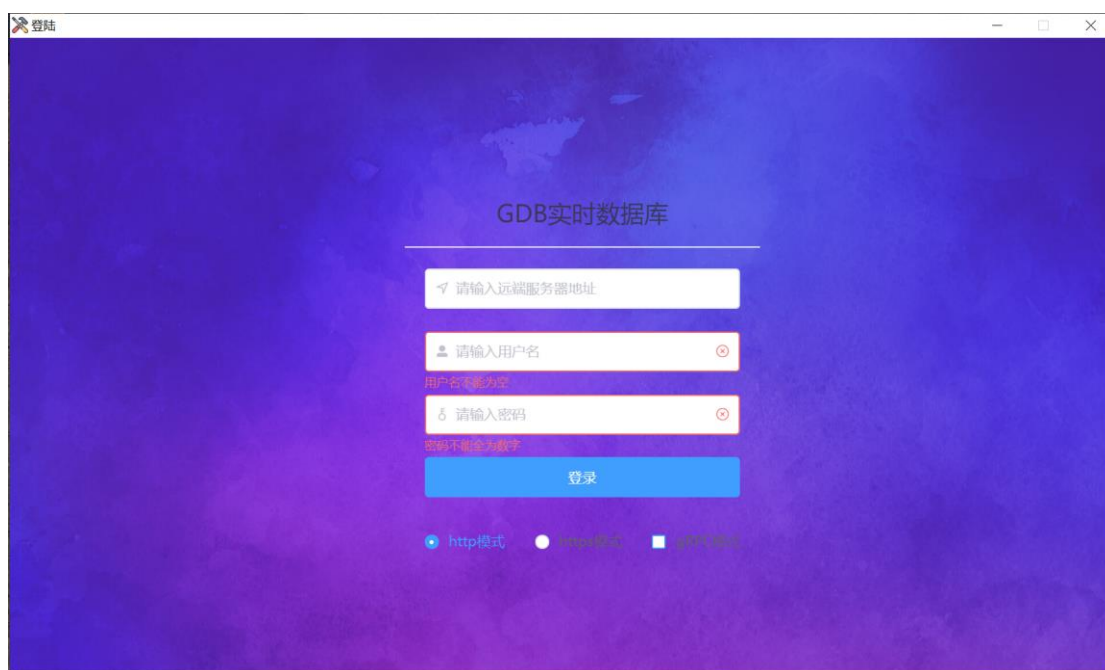 登陆
GDB实时数据库
请输入远端服务器地址
请输入用户名
用户名不能为空
请输入密码
密码不能全为数字
登录
http模式 https模式 gRPC模式